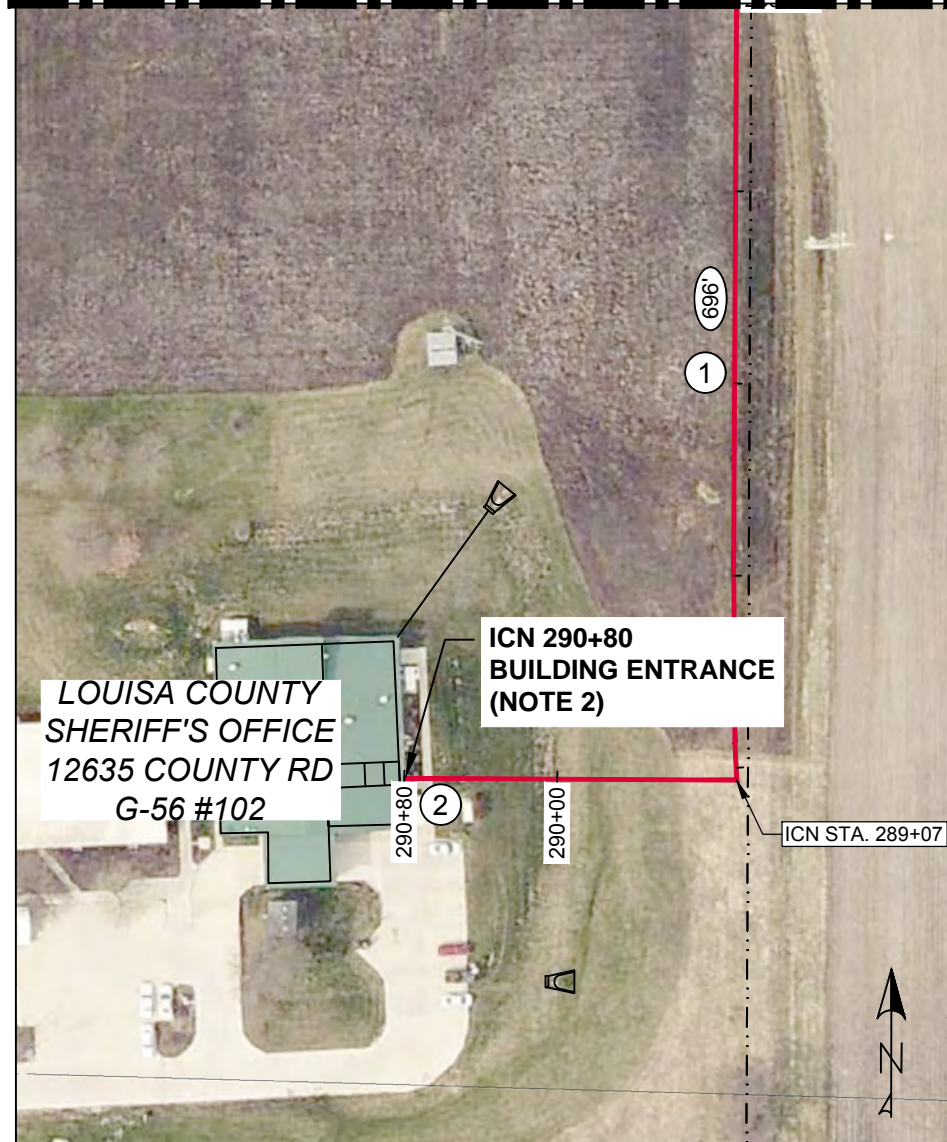 696'
1
ICN 290+80
BUILDING ENTRANCE
(NOTE 2)
LOUISA COUNTY
SHERIFF'S OFFICE
12635 COUNTY RD
G-56 #102
290+80
2
290+00
ICN STA. 289+07
N